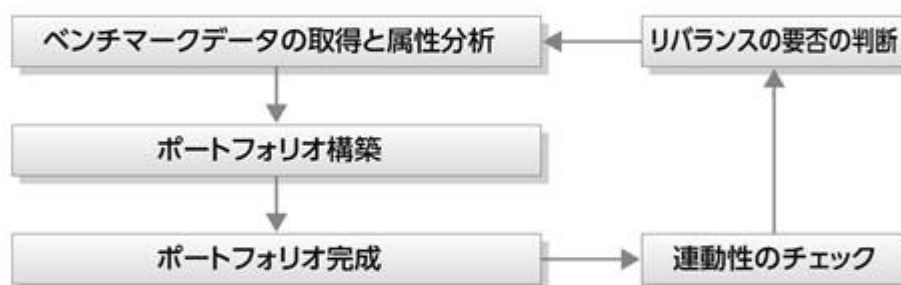 ベンチマークデータの取得と属性分析
リバランスの要否の判断
ポートフォリオ構築
ポートフォリオ完成
連動性のチェック